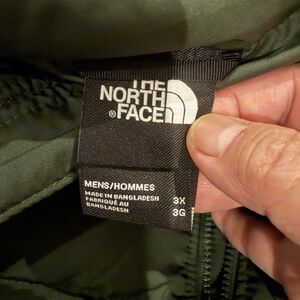 THE
NORTH
®FACE
MENS/HOMMES
MADE IN BANGLADESH 3X
FABRIQUÉ AU 3G
BANGLADESH